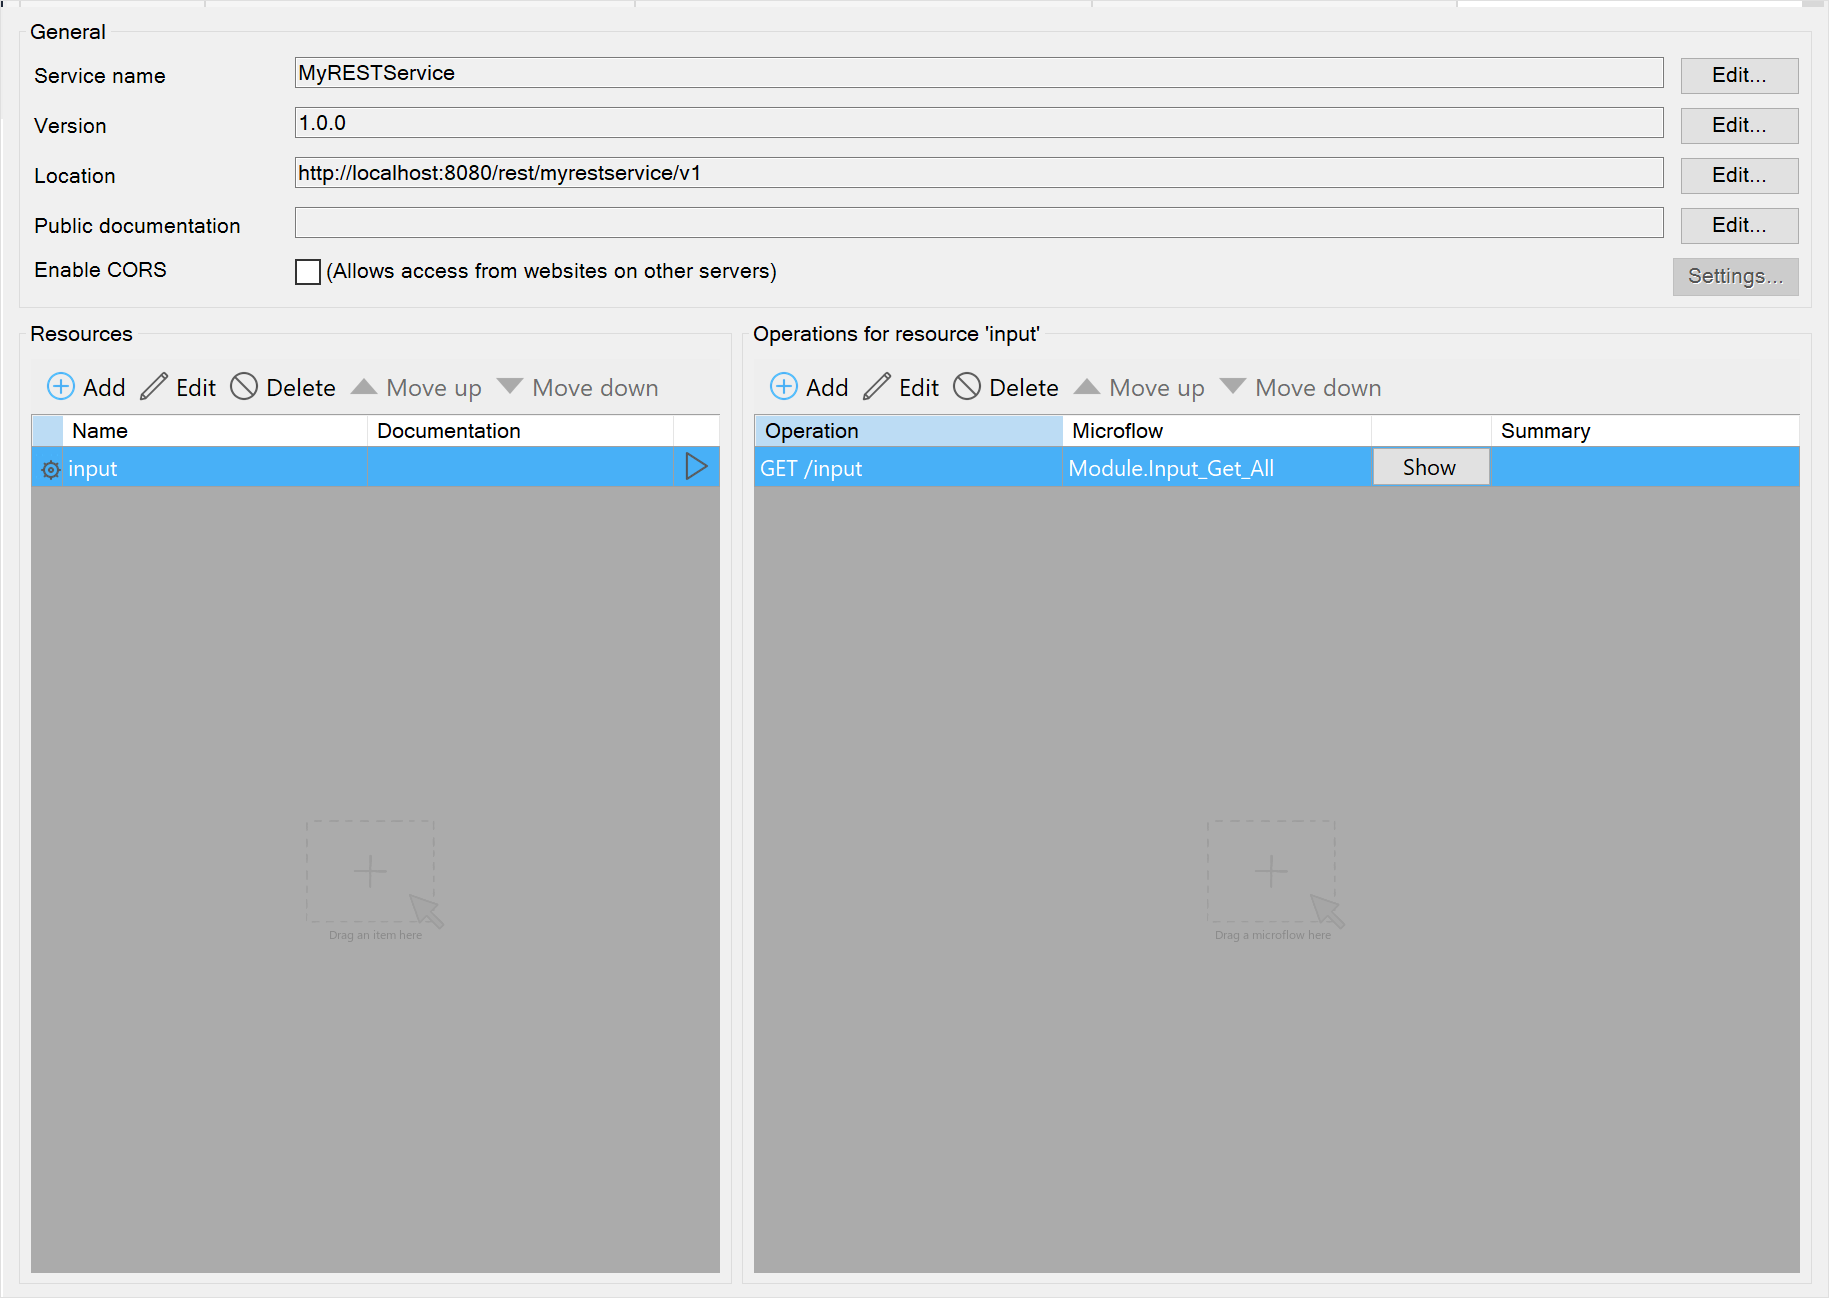 General
Service name MyRESTService Edit...
Version 1.0.0 Edit...
Location http://localhost:8080/rest/myrestservice/v1 Edit...
Public documentation Edit...
Enable CORS (Allows access from websites on other servers) Settings...
Resources
Add Edit Delete Move up Move down
Name Documentation
input
Drag an item here
Operations for resource 'input'
Add Edit Delete Move up Move down
Operation Microflow Summary
GET /input Module.Input_Get_All Show
Drag a microflow here